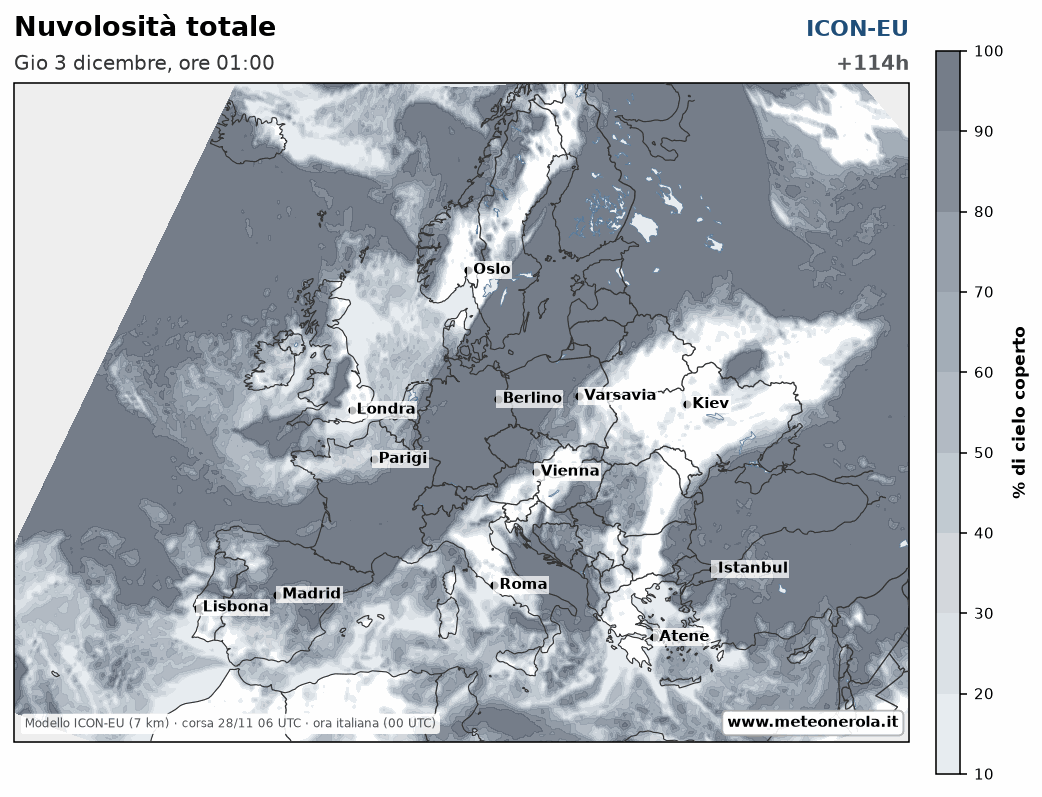 Nuvolosità totale
ICON-EU
Gio 3 dicembre, ore 01:00
+114h
100
90
80
70
60
50
40
30
20
10
% di cielo coperto
Oslo
Berlino
Varsavia
Kiev
Londra
Parigi
Vienna
Istanbul
Roma
Madrid
Lisbona
Atene
Modello ICON-EU (7 km) · corsa 28/11 06 UTC · ora italiana (00 UTC)
www.meteonerola.it